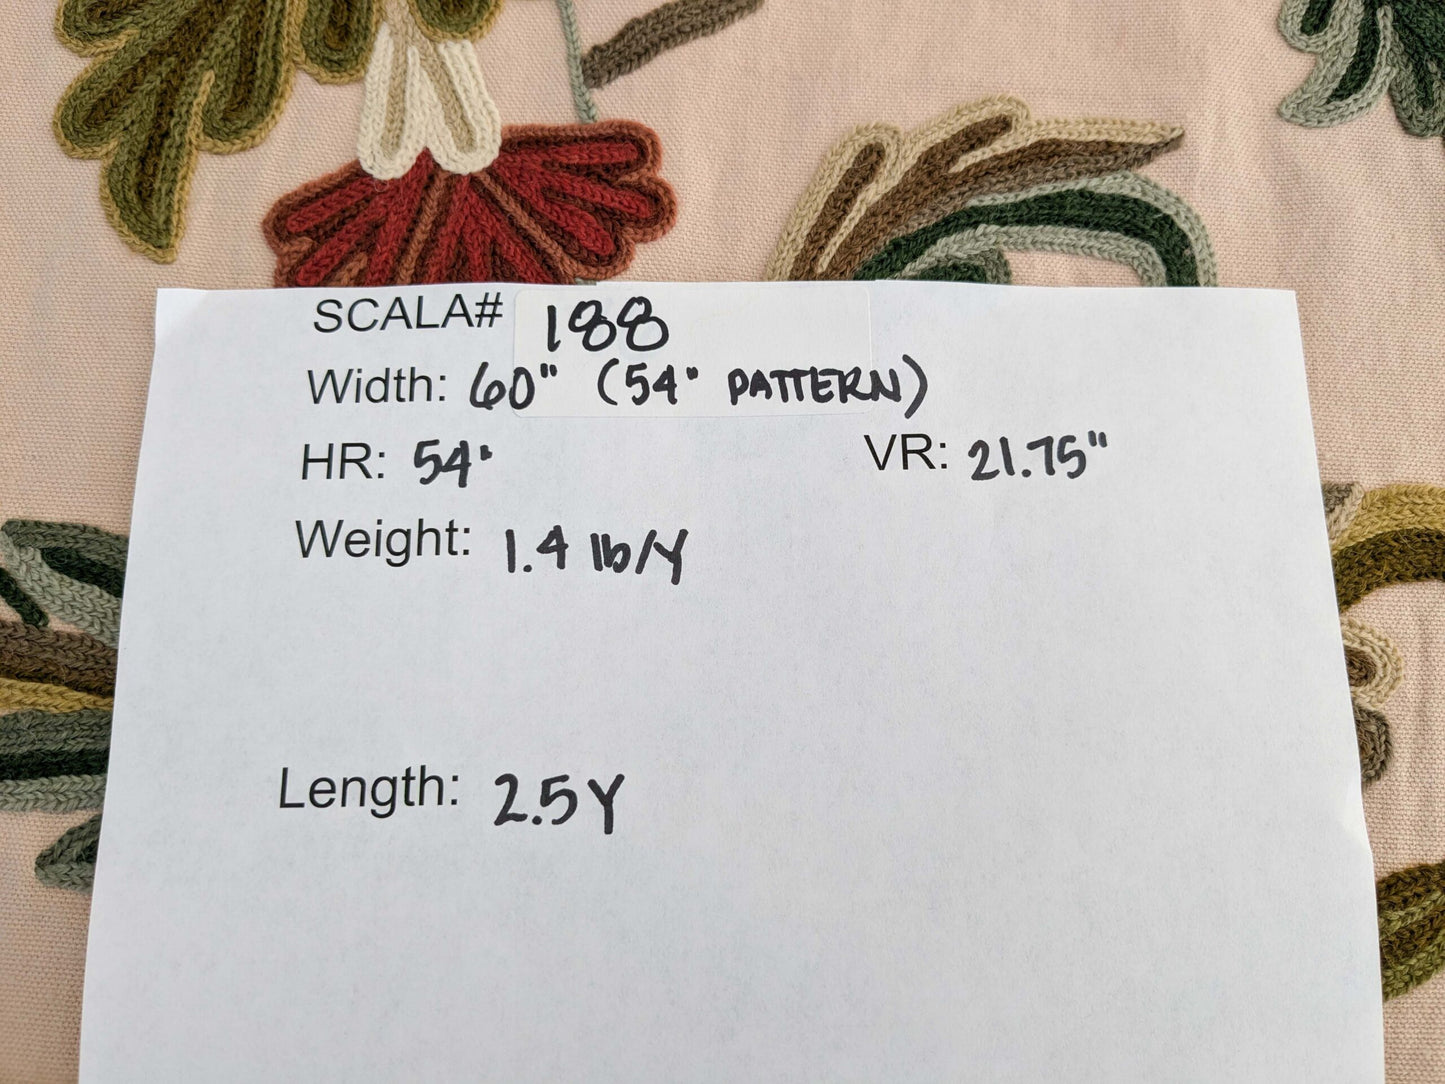 SCALA# 188
Width: 60" (54" PATTERN)
HR: 54" VR: 21.75"
Weight: 1.4 lb/Y
Length: 2.5Y